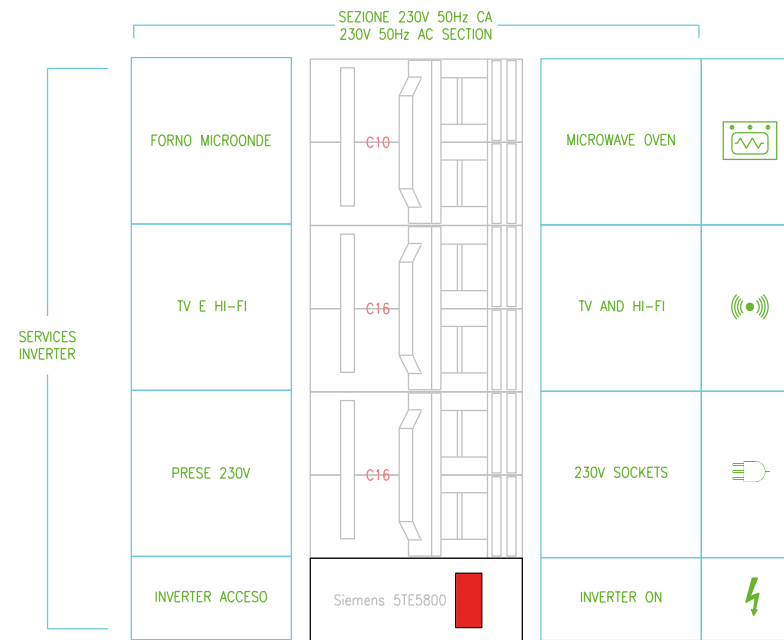 SEZIONE 230V 50Hz CA
230V 50Hz AC SECTION
FORNO MICROONDE
C10
MICROWAVE OVEN
TV E HI-FI
C16
TV AND HI-FI
SERVICES
INVERTER
PRESE 230V
C16
230V SOCKETS
INVERTER ACCESO
Siemens 5TE5800
INVERTER ON